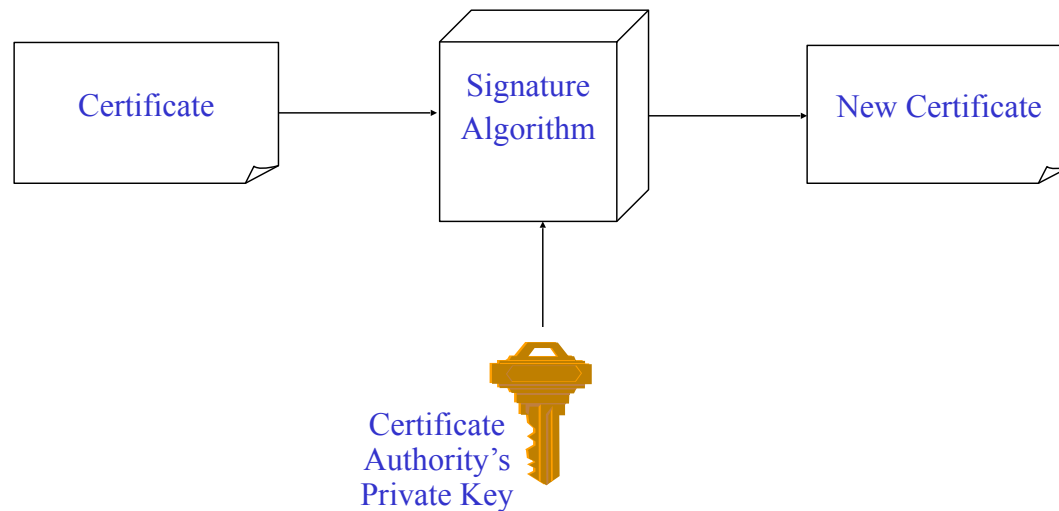 Certificate
Signature
Algorithm
New Certificate
Certificate
Authority’s
Private Key